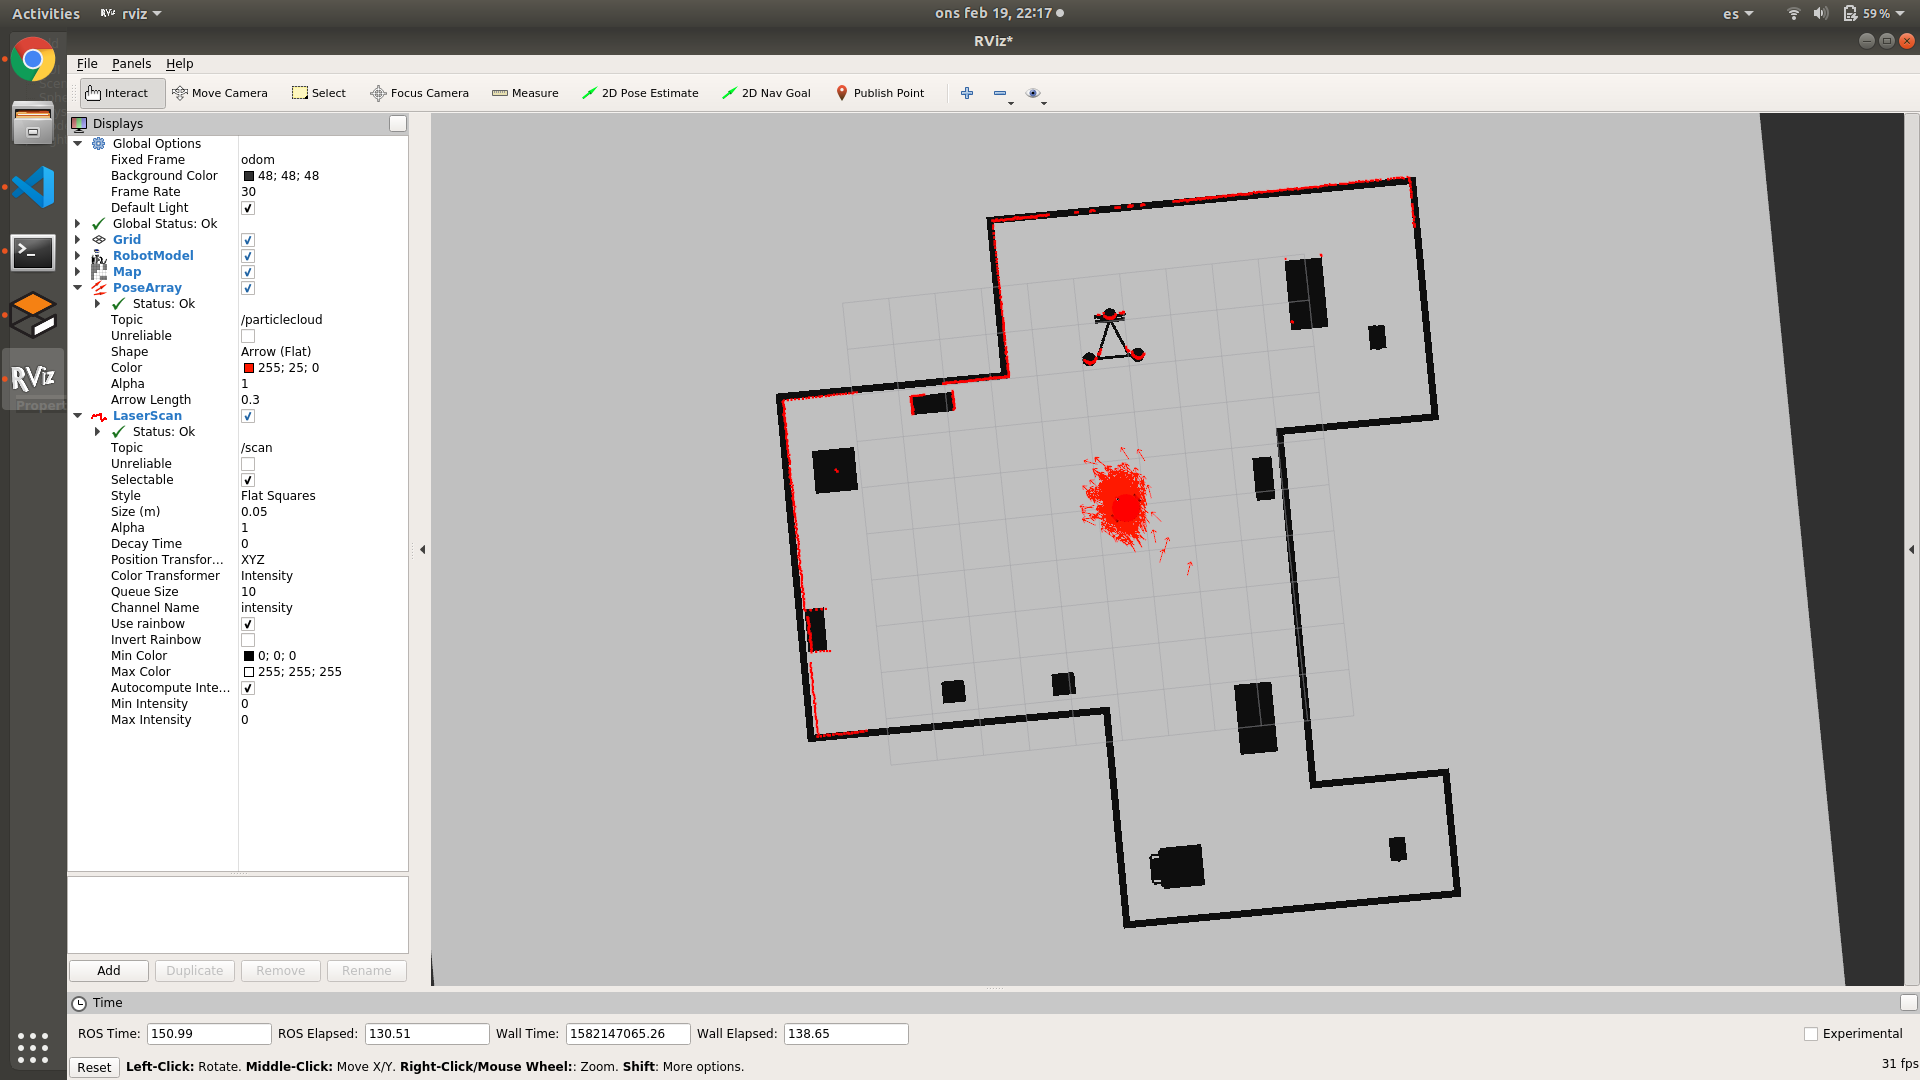 Activities rviz ons feb 19, 22:17 es 59 %
RViz*
File Panels Help
Interact Move Camera Select Focus Camera Measure 2D Pose Estimate 2D Nav Goal Publish Point
Displays
Global Options
Fixed Frame odom
Background Color 48; 48; 48
Frame Rate 30
Default Light
Global Status: Ok
Grid
RobotModel
Map
PoseArray
Status: Ok
Topic /particlecloud
Unreliable
Shape Arrow (Flat)
Color 255; 25; 0
Alpha 1
Arrow Length 0.3
LaserScan
Status: Ok
Topic /scan
Unreliable
Selectable
Style Flat Squares
Size (m) 0.05
Alpha 1
Decay Time 0
Position Transfor... XYZ
Color Transformer Intensity
Queue Size 10
Channel Name intensity
Use rainbow
Invert Rainbow
Min Color 0; 0; 0
Max Color 255; 255; 255
Autocompute Inte...
Min Intensity 0
Max Intensity 0
RViz
Add Duplicate Remove Rename
Time
ROS Time: 150.99 ROS Elapsed: 130.51 Wall Time: 1582147065.26 Wall Elapsed: 138.65 Experimental
Reset Left-Click: Rotate. Middle-Click: Move X/Y. Right-Click/Mouse Wheel:: Zoom. Shift: More options. 31 fps